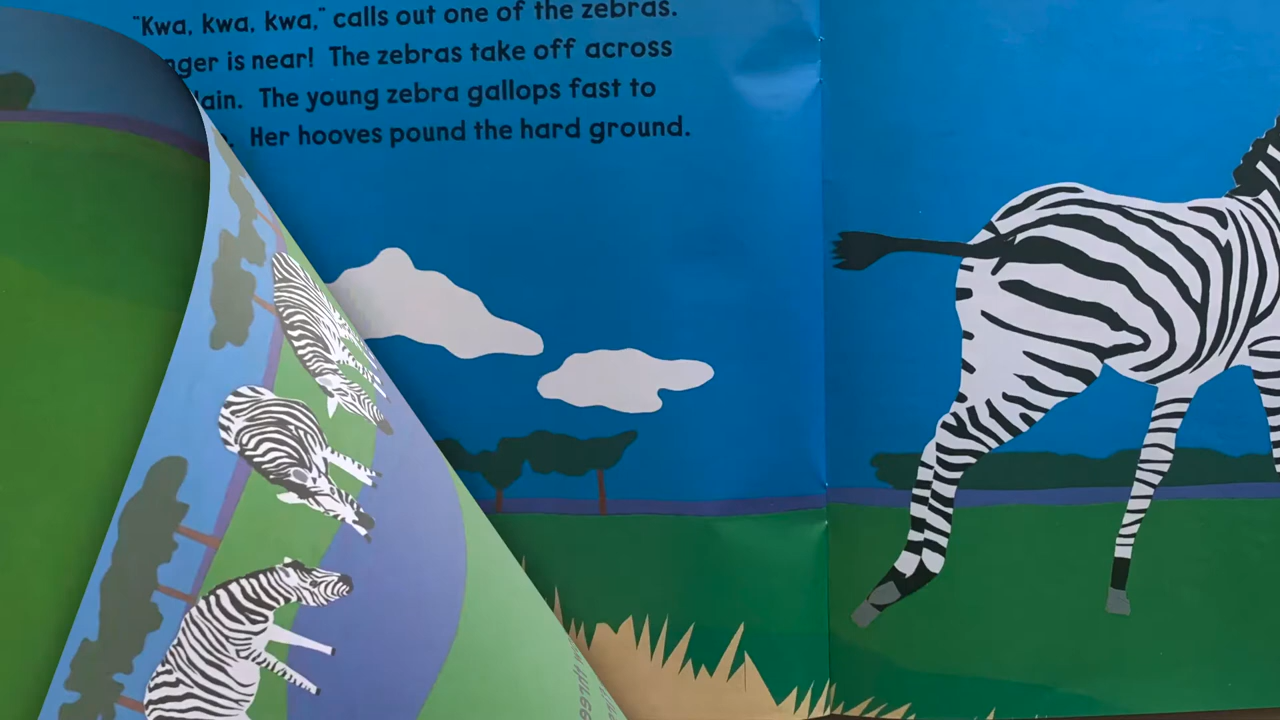 "Kwa, kwa, kwa," calls out one of the zebras.
nger is near! The zebras take off across
lain. The young zebra gallops fast to
. Her hooves pound the hard ground.